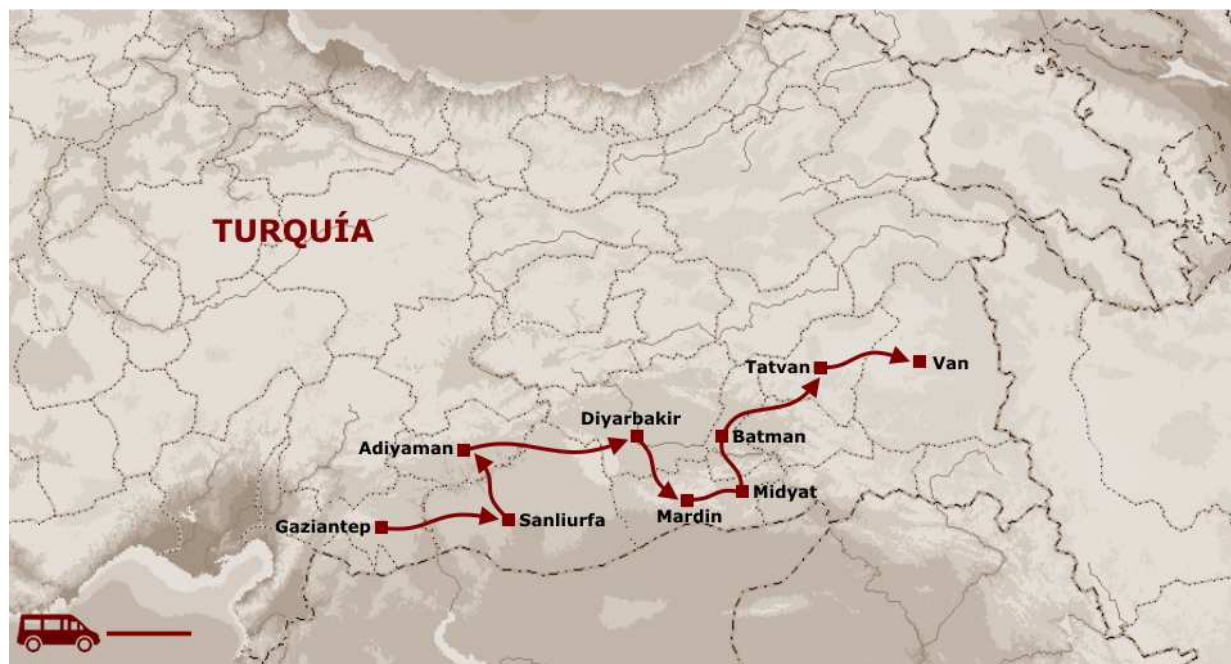 TURQUÍA
Tatvan
Van
Diyarbakir
Batman
Adiyaman
Midyat
Mardin
Gaziantep
Sanliurfa